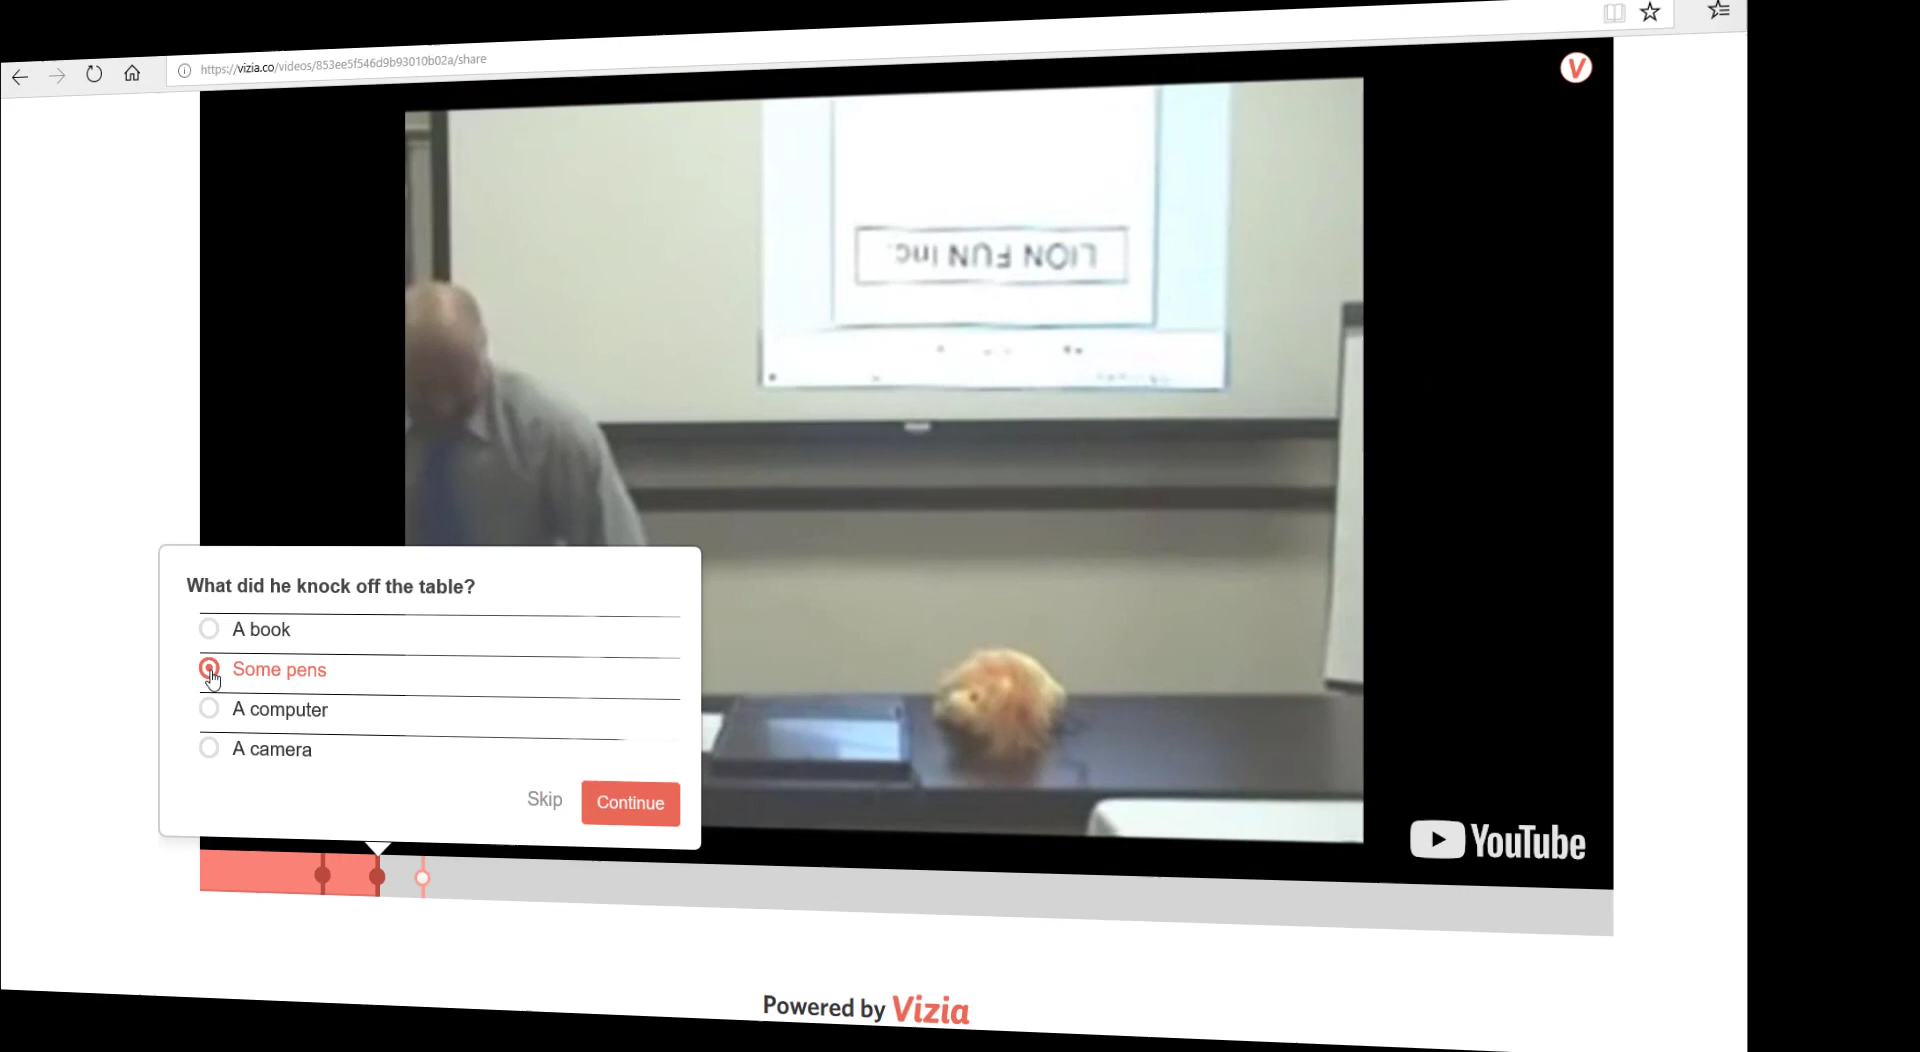 https://vizia.co/videos/853ee5f546d9b93010b02a/share
V
LION FUN Inc.
What did he knock off the table?
A book
Some pens
A computer
A camera
Skip
Continue
YouTube
Powered by Vizia